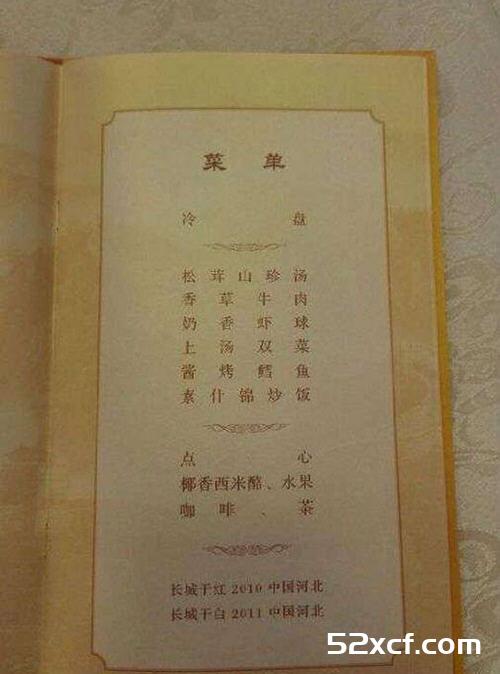 菜单
冷盘
松茸山珍汤
香草牛肉
奶香虾球
上汤双菜
酱烤鳕鱼
素什锦炒饭
点心
椰香西米酪、水果
咖啡、茶
长城干红 2010 中国河北
长城干白 2011 中国河北
52xcf.com